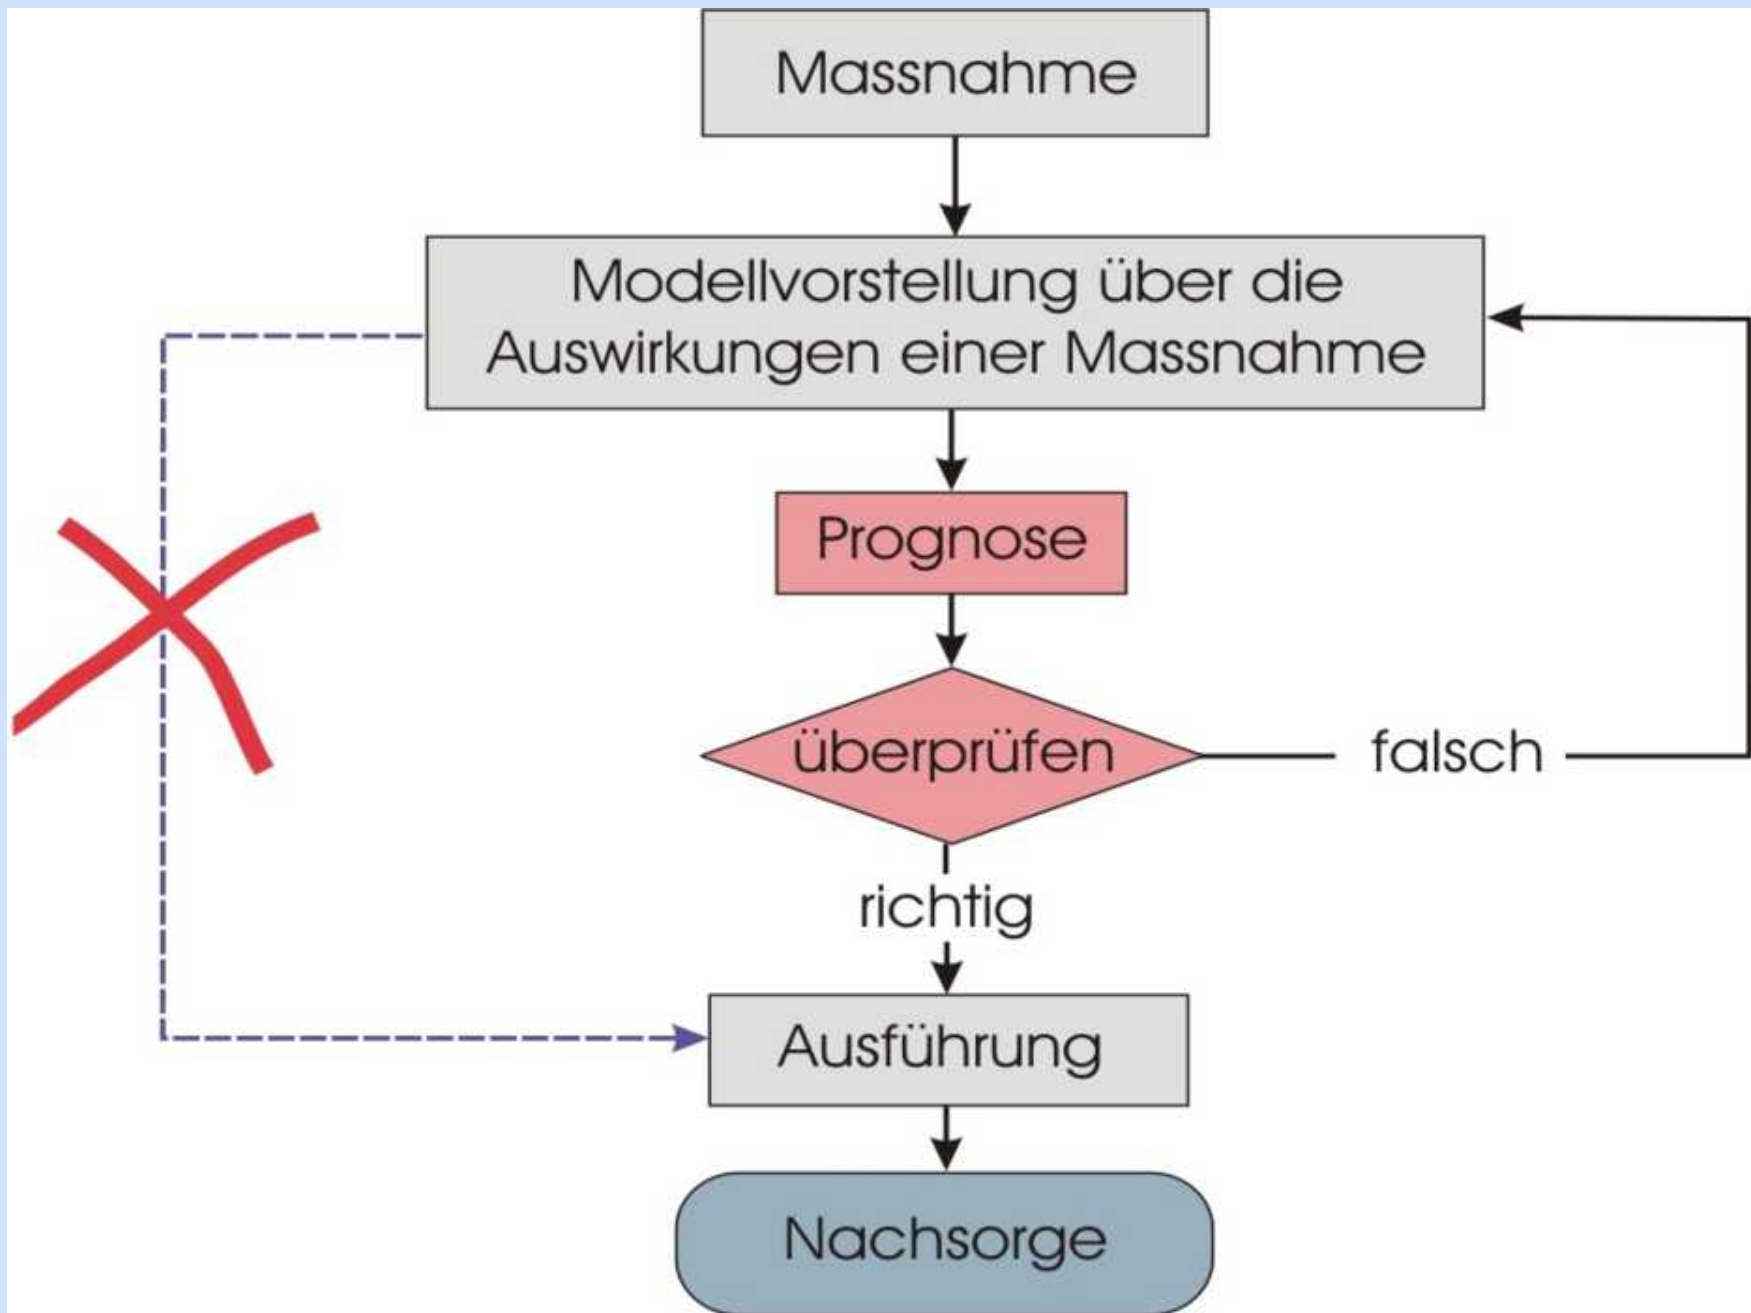 Massnahme
Modellvorstellung über die
Auswirkungen einer Massnahme
Prognose
überprüfen
falsch
richtig
Ausführung
Nachsorge